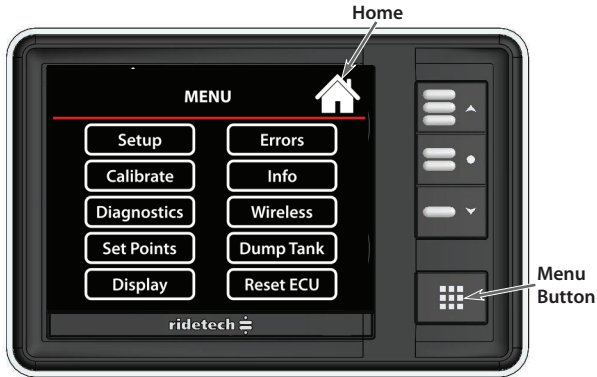 Home
MENU
Setup
Errors
Calibrate
Info
Diagnostics
Wireless
Set Points
Dump Tank
Display
Reset ECU
Menu
Button
ridetech